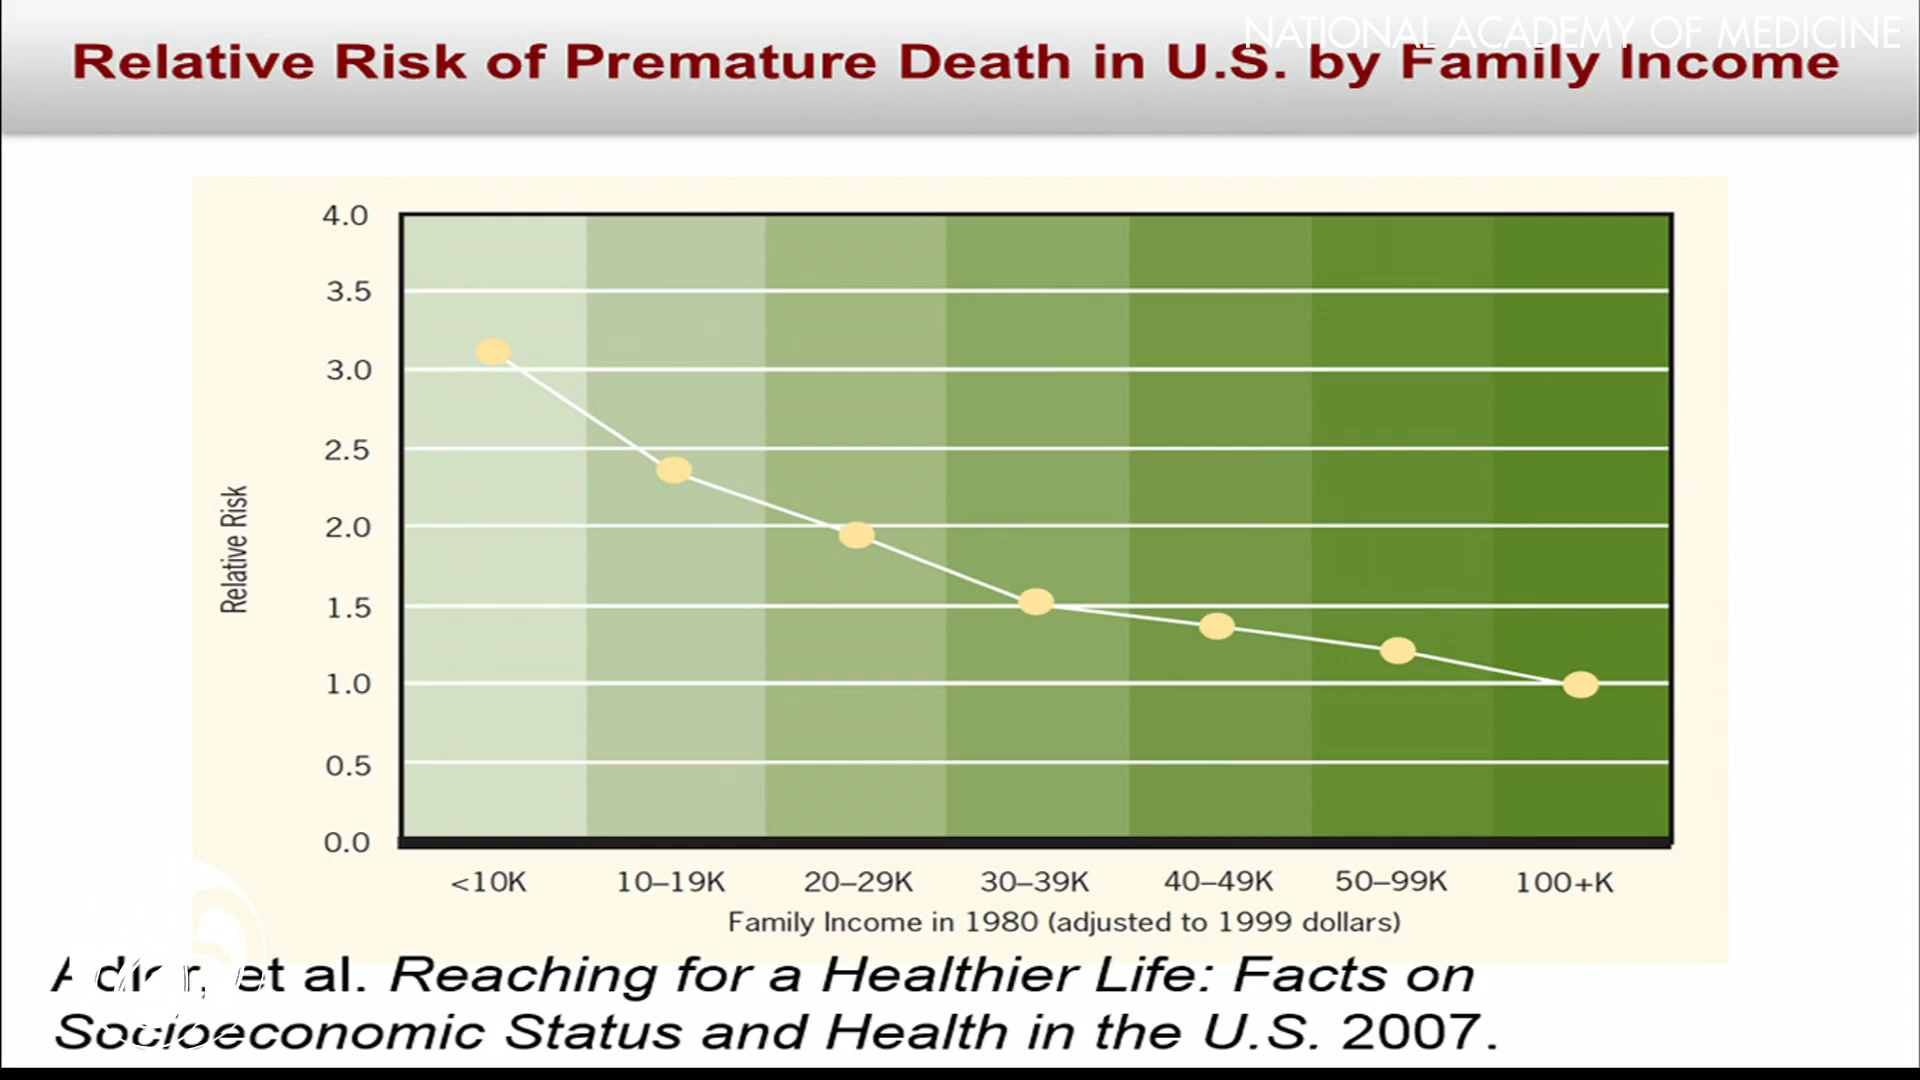 NATIONAL ACADEMY OF MEDICINE
Relative Risk of Premature Death in U.S. by Family Income
4.0
3.5
3.0
2.5
2.0
1.5
1.0
0.5
0.0
Relative Risk
<10K 10–19K 20–29K 30–39K 40–49K 50–99K 100+K
Family Income in 1980 (adjusted to 1999 dollars)
Adler, et al. Reaching for a Healthier Life: Facts on
Socioeconomic Status and Health in the U.S. 2007.